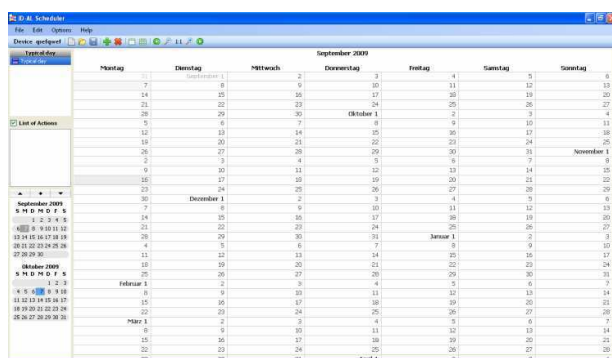 ID-AL Scheduler
File Edit Options Help
Device geöffnet 1:1
Typical day
Typical day
List of Actions
September 2009
S M D M D F S
1 2 3 4 5
6 7 8 9 10 11 12
13 14 15 16 17 18 19
20 21 22 23 24 25 26
27 28 29 30
Oktober 2009
S M D M D F S
1 2 3
4 5 6 7 8 9 10
11 12 13 14 15 16 17
18 19 20 21 22 23 24
25 26 27 28 29 30 31
September 2009
Montag Dienstag Mittwoch Donnerstag Freitag Samstag Sonntag
31 September 1 2 3 4 5 6
7 8 9 10 11 12 13
14 15 16 17 18 19 20
21 22 23 24 25 26 27
28 29 30 Oktober 1 2 3 4
5 6 7 8 9 10 11
12 13 14 15 16 17 18
19 20 21 22 23 24 25
26 27 28 29 30 31 November 1
2 3 4 5 6 7 8
9 10 11 12 13 14 15
16 17 18 19 20 21 22
23 24 25 26 27 28 29
30 Dezember 1 2 3 4 5 6
7 8 9 10 11 12 13
14 15 16 17 18 19 20
21 22 23 24 25 26 27
28 29 30 31 Januar 1 2 3
4 5 6 7 8 9 10
11 12 13 14 15 16 17
18 19 20 21 22 23 24
25 26 27 28 29 30 31
Februar 1 2 3 4 5 6 7
8 9 10 11 12 13 14
15 16 17 18 19 20 21
22 23 24 25 26 27 28
März 1 2 3 4 5 6 7
8 9 10 11 12 13 14
15 16 17 18 19 20 21
22 23 24 25 26 27 28